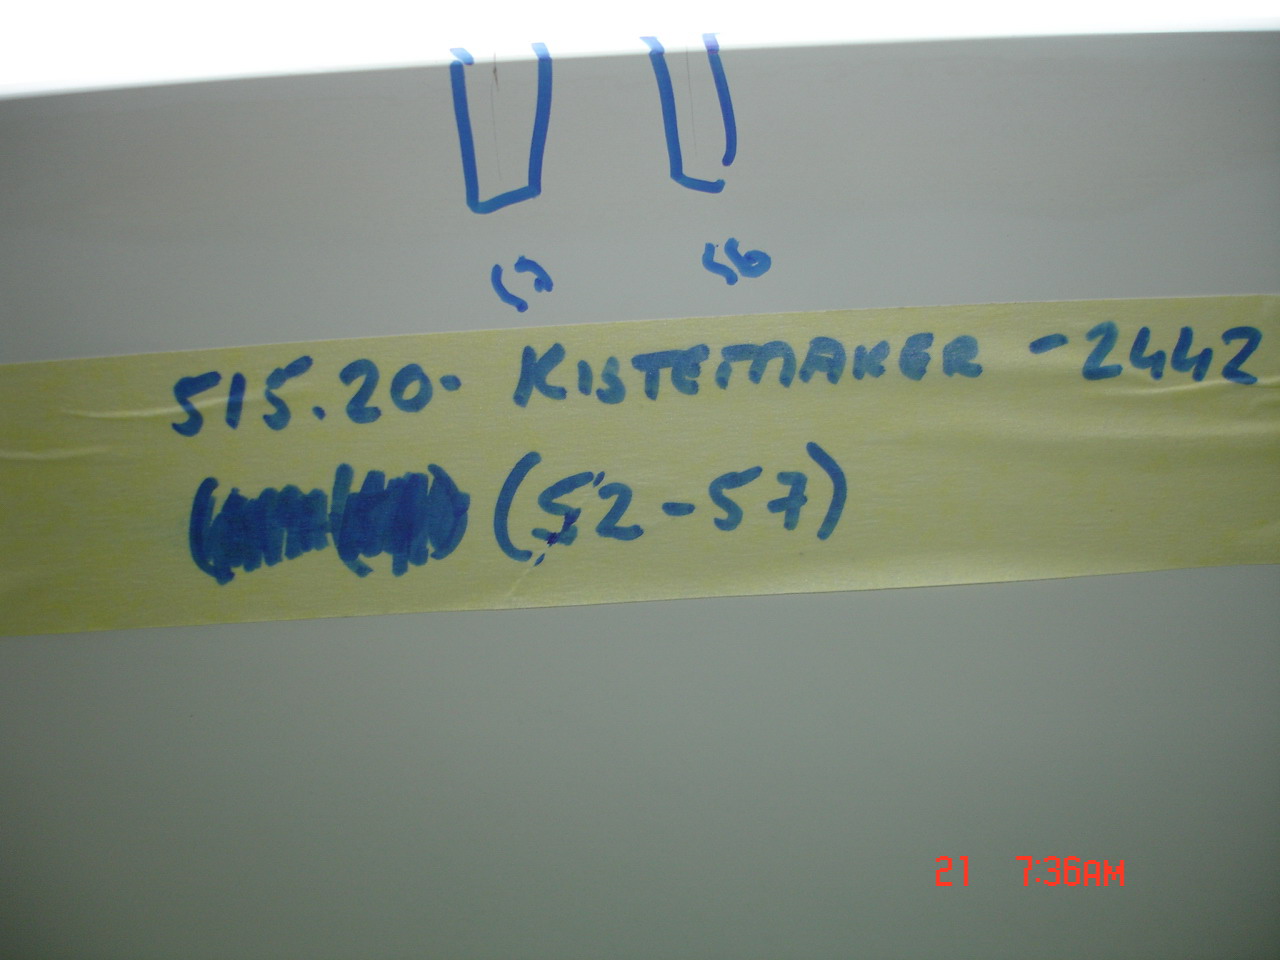 57 56
515.20- KISTEMAKER -2442
(52-57)
21 7:36AM